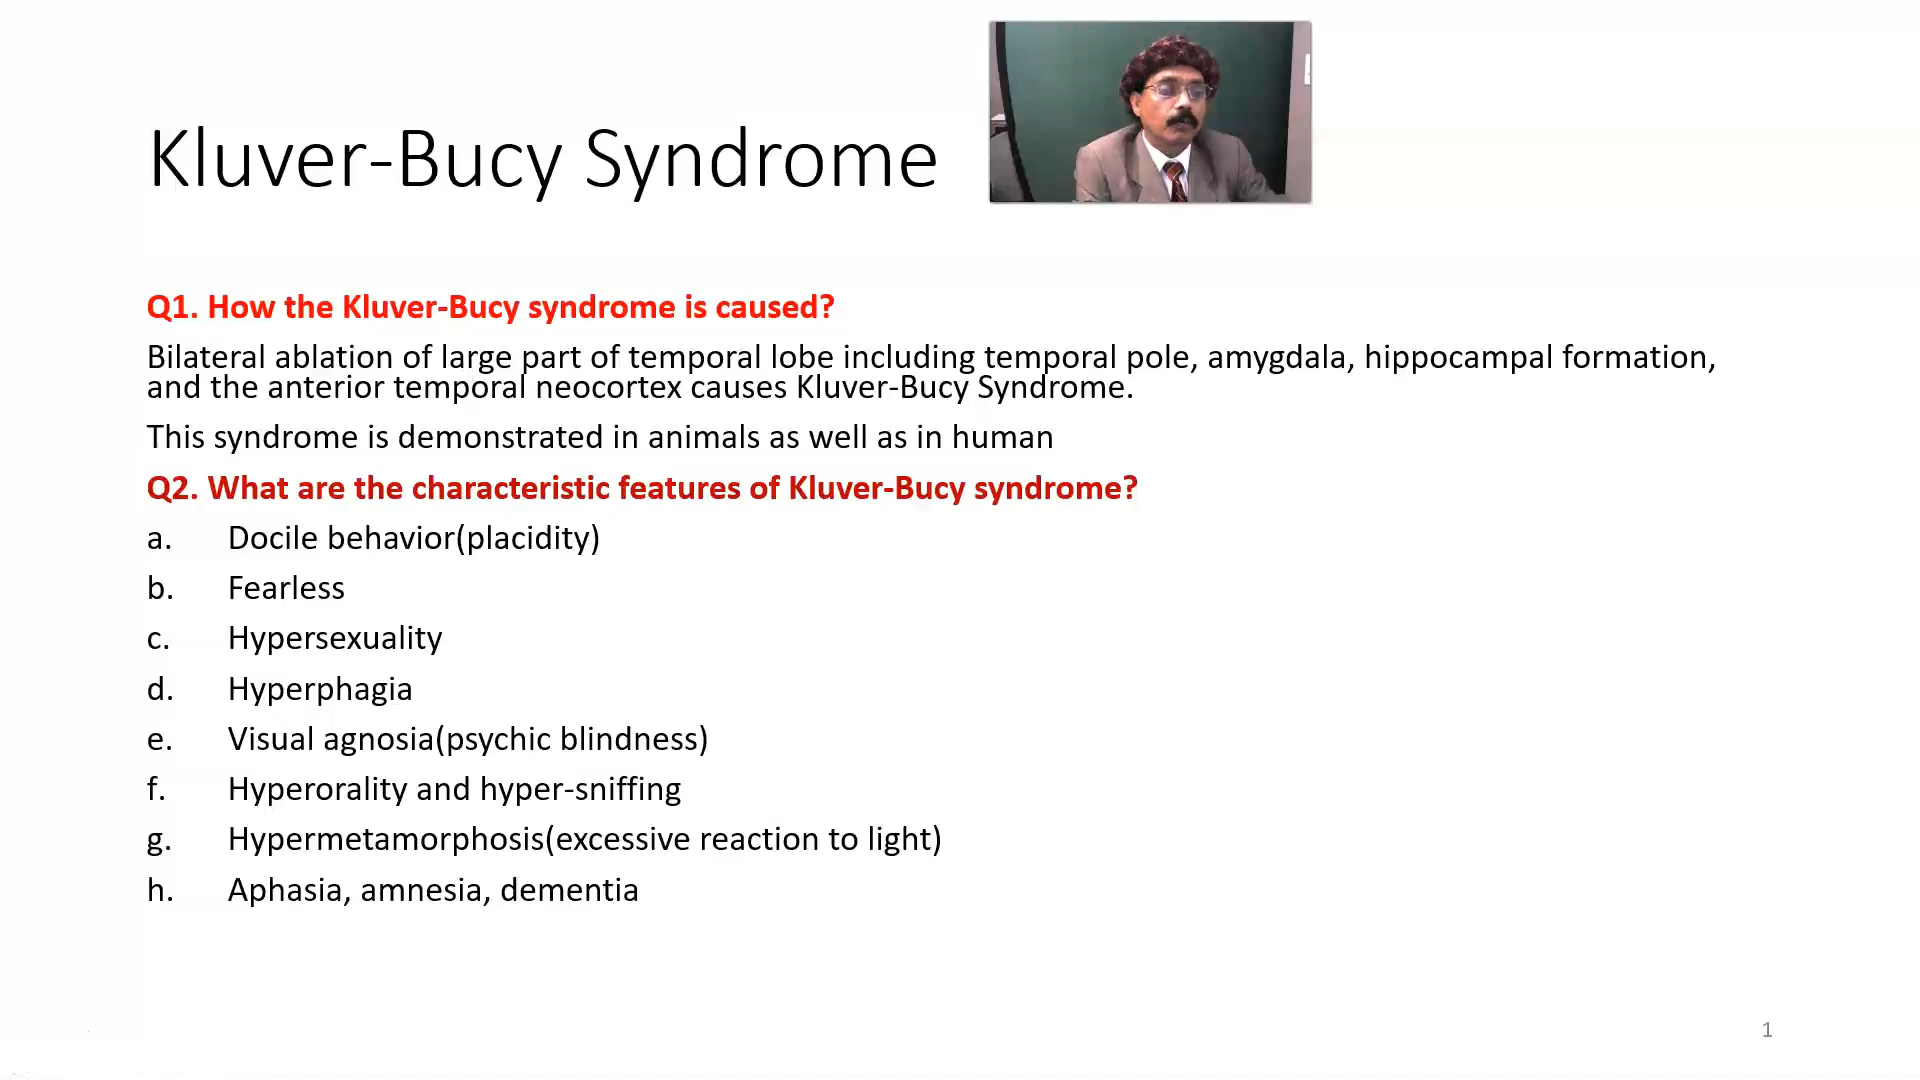 Kluver-Bucy Syndrome
Q1. How the Kluver-Bucy syndrome is caused?
Bilateral ablation of large part of temporal lobe including temporal pole, amygdala, hippocampal formation,
and the anterior temporal neocortex causes Kluver-Bucy Syndrome.
This syndrome is demonstrated in animals as well as in human
Q2. What are the characteristic features of Kluver-Bucy syndrome?
a. Docile behavior(placidity)
b. Fearless
c. Hypersexuality
d. Hyperphagia
e. Visual agnosia(psychic blindness)
f. Hyperorality and hyper-sniffing
g. Hypermetamorphosis(excessive reaction to light)
h. Aphasia, amnesia, dementia
1